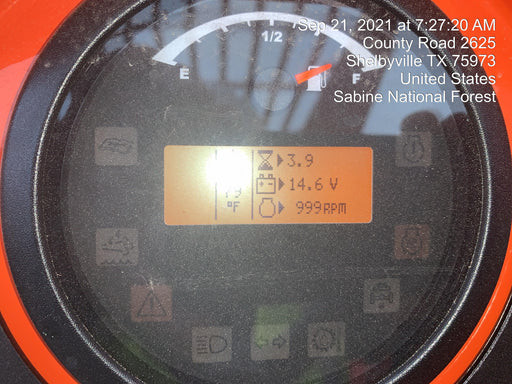 Sep 21, 2021 at 7:27:20 AM
County Road 2625
Shelbyville TX 75973
United States
Sabine National Forest
1/2
E
F
3.9
14.6 V
°F
999RPM